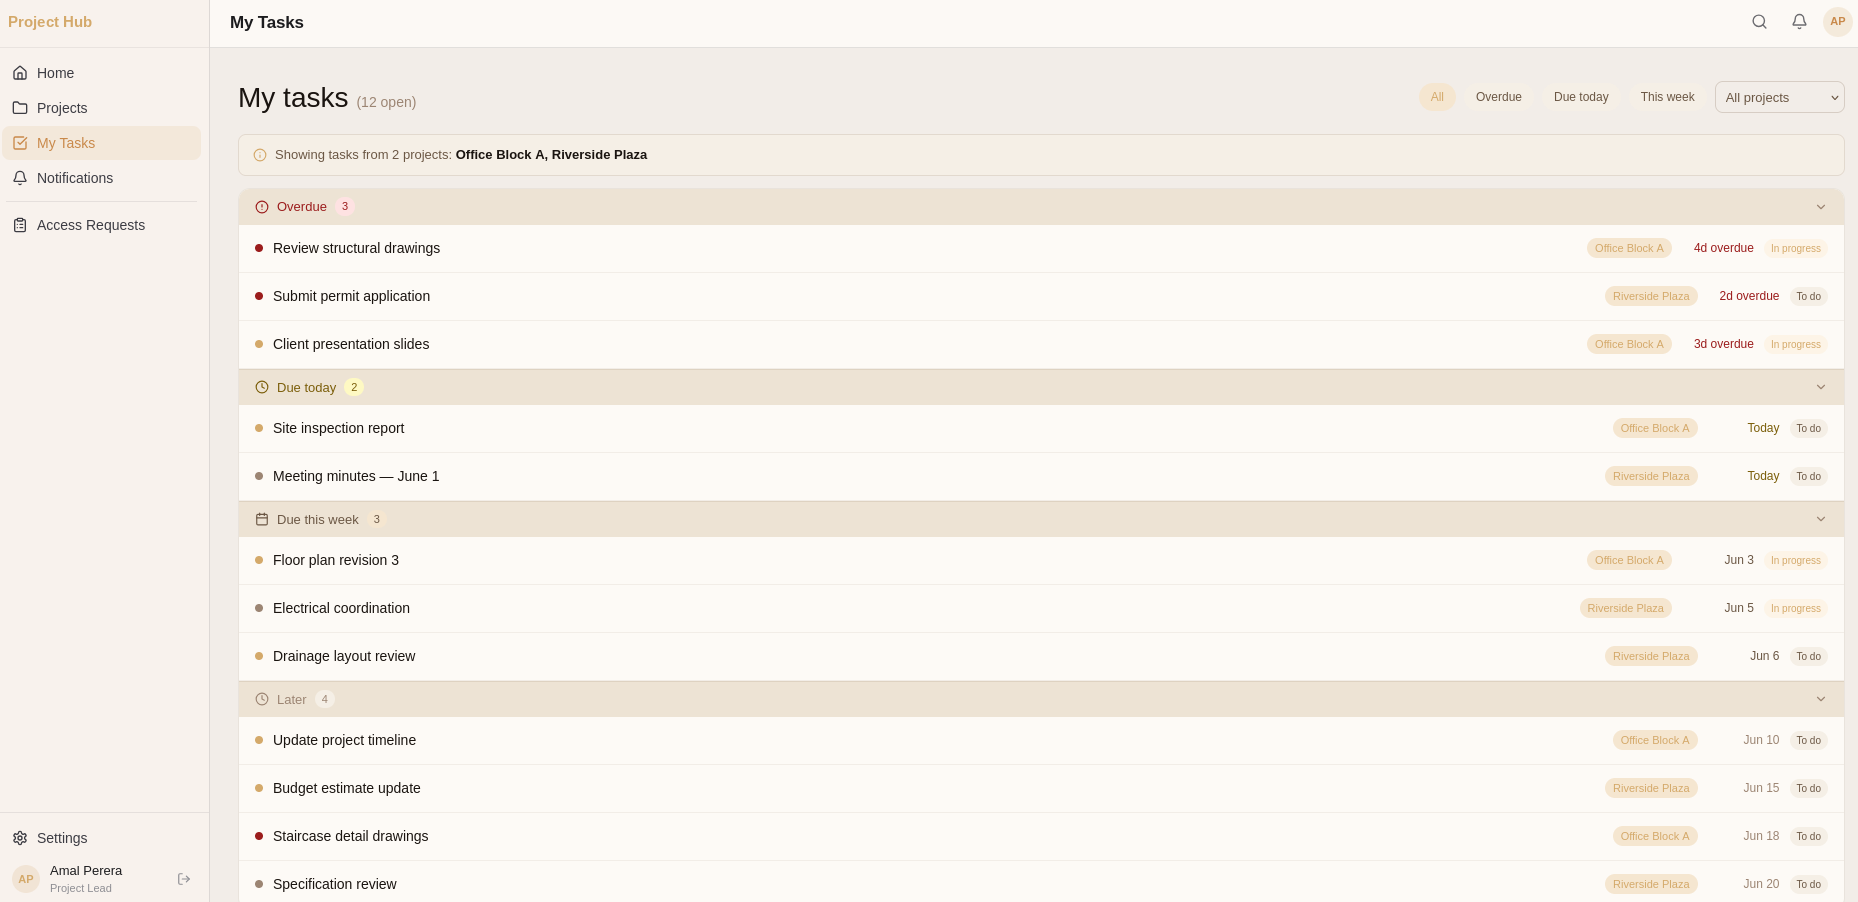 Project Hub
My Tasks
AP
Home
Projects
My Tasks
Notifications
Access Requests
My tasks (12 open)
All Overdue Due today This week All projects
Showing tasks from 2 projects: Office Block A, Riverside Plaza
Overdue 3
Review structural drawings Office Block A 4d overdue In progress
Submit permit application Riverside Plaza 2d overdue To do
Client presentation slides Office Block A 3d overdue In progress
Due today 2
Site inspection report Office Block A Today To do
Meeting minutes — June 1 Riverside Plaza Today To do
Due this week 3
Floor plan revision 3 Office Block A Jun 3 In progress
Electrical coordination Riverside Plaza Jun 5 In progress
Drainage layout review Riverside Plaza Jun 6 To do
Later 4
Update project timeline Office Block A Jun 10 To do
Budget estimate update Riverside Plaza Jun 15 To do
Staircase detail drawings Office Block A Jun 18 To do
Specification review Riverside Plaza Jun 20 To do
Settings
AP Amal Perera
Project Lead